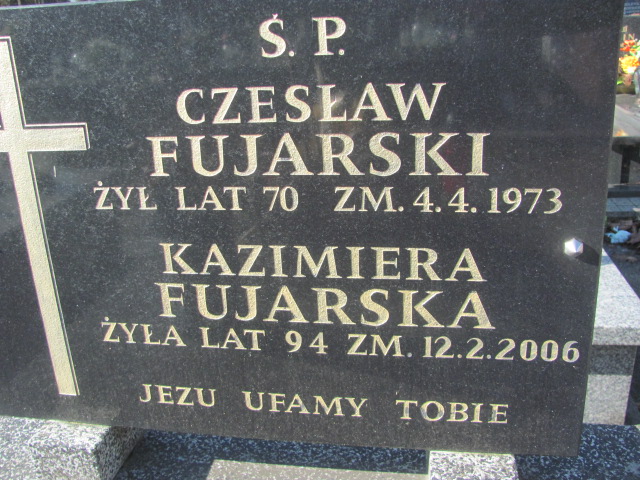 Ś. P.
CZESŁAW
FUJARSKI
ŻYŁ LAT 70 ZM. 4.4.1973
KAZIMIERA
FUJARSKA
ŻYŁA LAT 94 ZM. 12.2.2006
JEZU UFAMY TOBIE